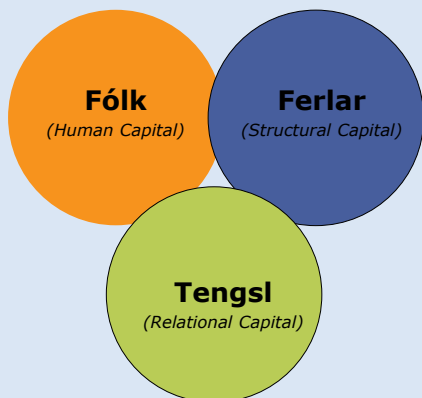 Fólk
(Human Capital)
Ferlar
(Structural Capital)
Tengsl
(Relational Capital)